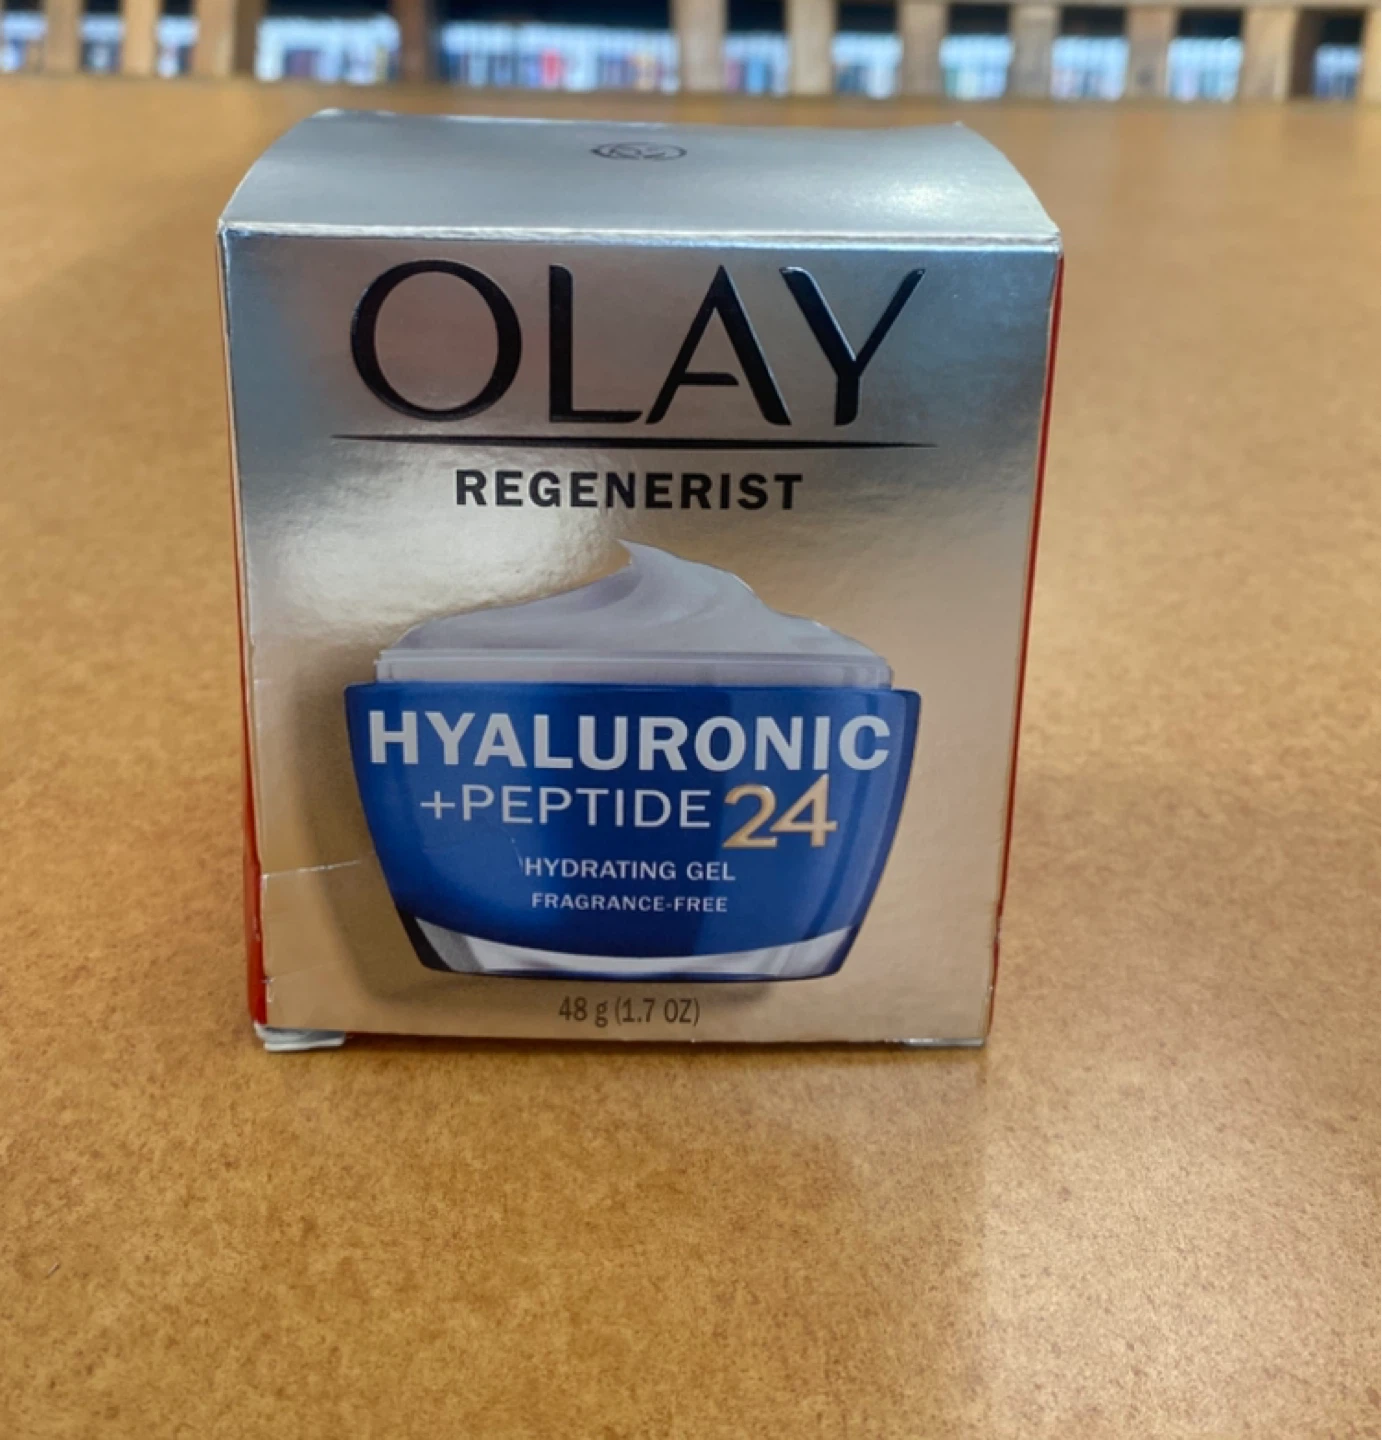 OLAY
REGENERIST
HYALURONIC
+PEPTIDE 24
HYDRATING GEL
FRAGRANCE-FREE
48 g (1.7 OZ)